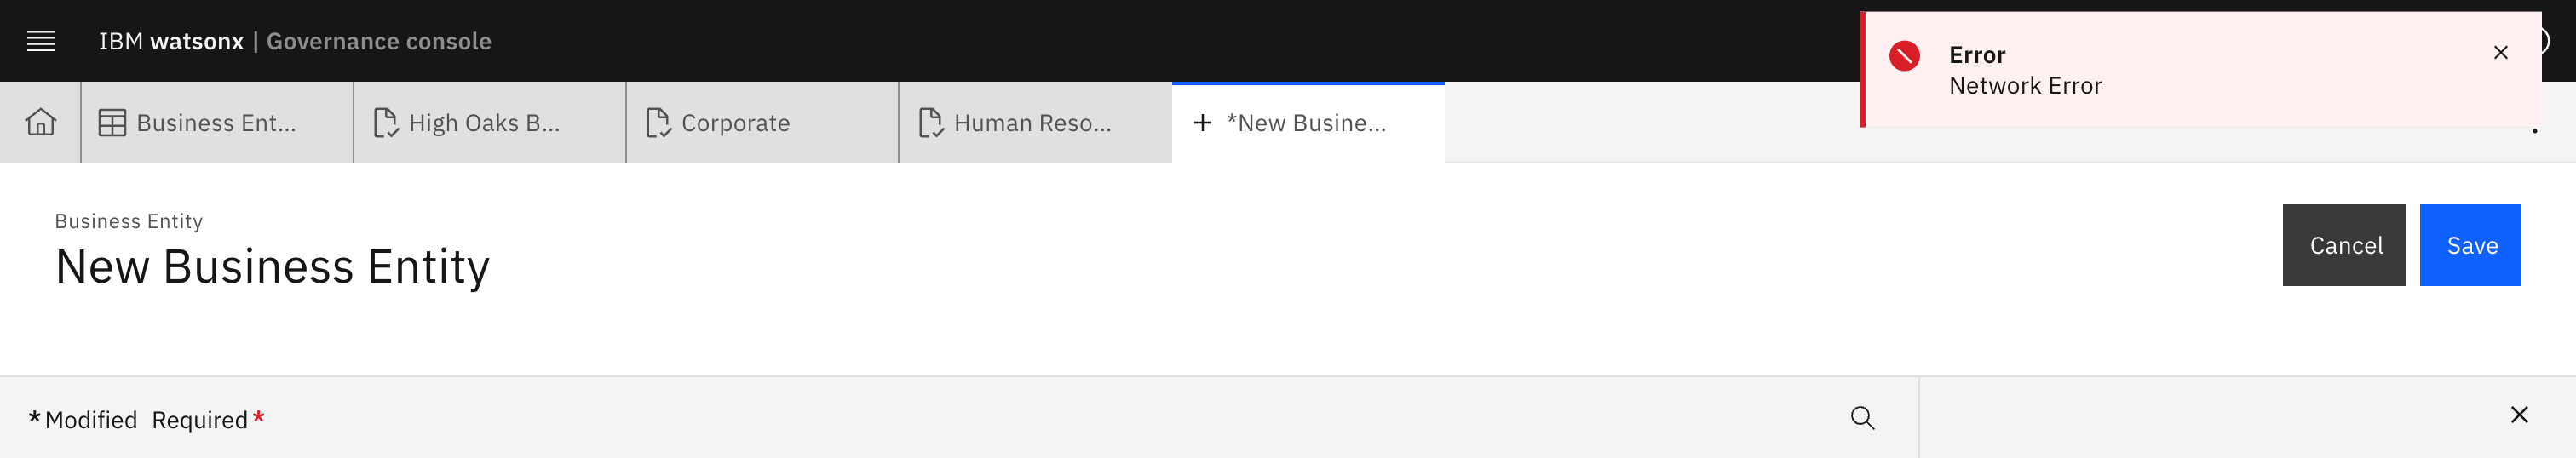 IBM watsonx | Governance console
Error
Network Error
Business Ent...
High Oaks B...
Corporate
Human Reso...
*New Busine...
Business Entity
New Business Entity
Cancel
Save
*Modified Required*